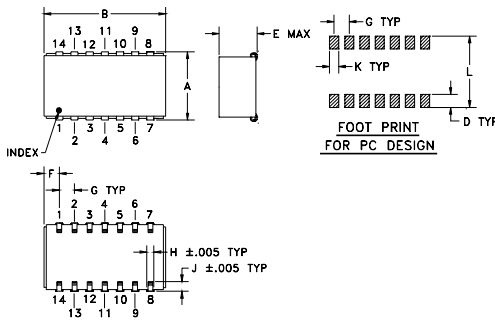 B
13 11 9
14 12 10 8
E MAX
G TYP
K TYP
L
A
D TYP
1 3 5 7
2 4 6
INDEX
FOOT PRINT
FOR PC DESIGN
F
G TYP
2 4 6
1 3 5 7
H ±.005 TYP
J ±.005 TYP
14 12 10 8
13 11 9